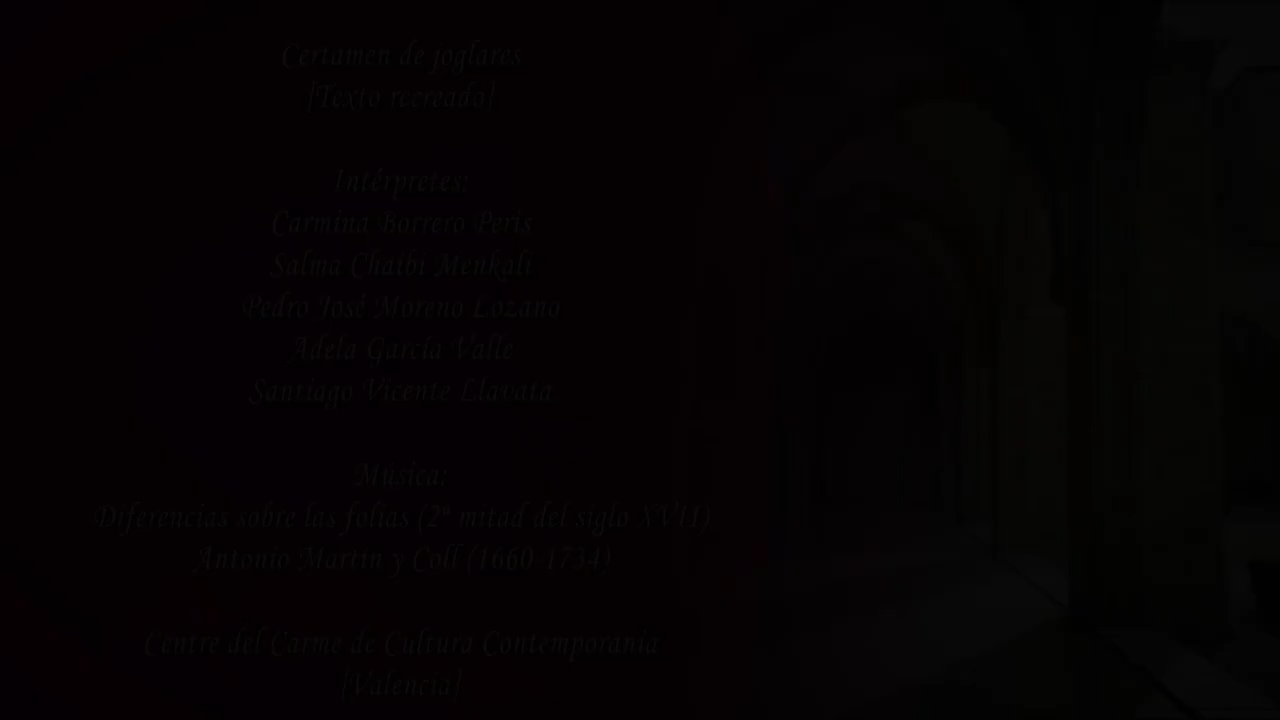 Certamen de joglares
[Texto recreado]
Intérpretes:
Carmina Borrero Peris
Salma Chaibi Menkali
Pedro José Moreno Lozano
Adela García Valle
Santiago Vicente Llavata
Música:
Diferencias sobre las folías (2ª mitad del siglo XVII)
Antonio Martín y Coll (1660-1734)
Centre del Carme de Cultura Contemporània
[Valencia]